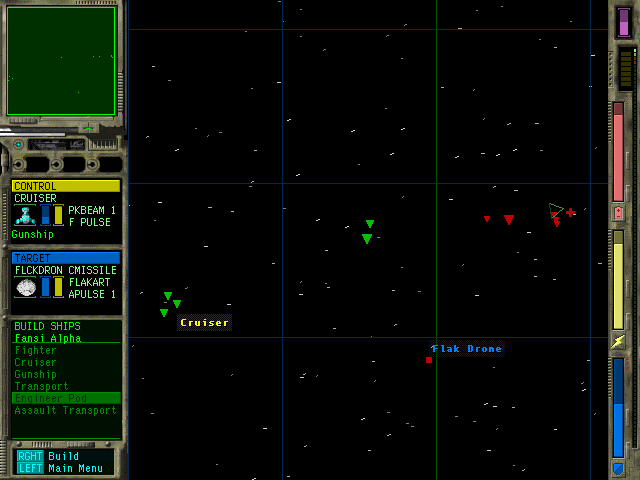 CONTROL
CRUISER
PKBEAM 1
F PULSE
Gunship
TARGET
FLCKDRON CMISSILE
FLAKART
APULSE 1
BUILD SHIPS
Fansi Alpha
Fighter
Cruiser
Gunship
Transport
Engineer Pod
Assault Transport
RGHT Build
LEFT Main Menu
Cruiser
Flak Drone